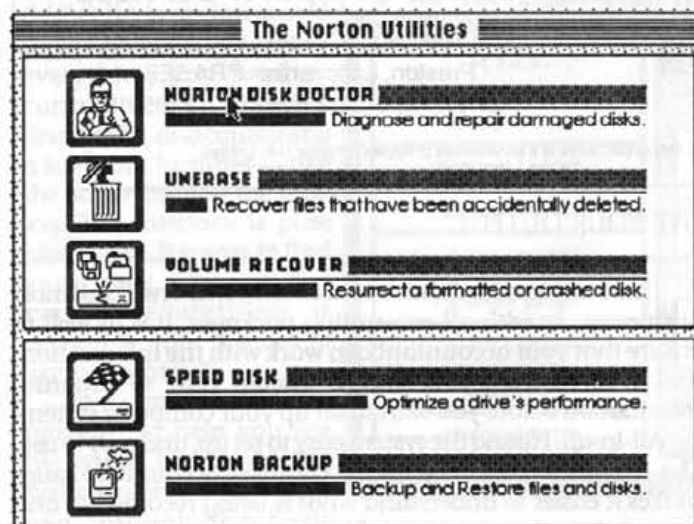 The Norton Utilities
NORTON DISK DOCTOR
Diagnose and repair damaged disks.
UNERASE
Recover files that have been accidentally deleted.
VOLUME RECOVER
Resurrect a formatted or crashed disk.
SPEED DISK
Optimize a drive's performance.
NORTON BACKUP
Backup and Restore files and disks.